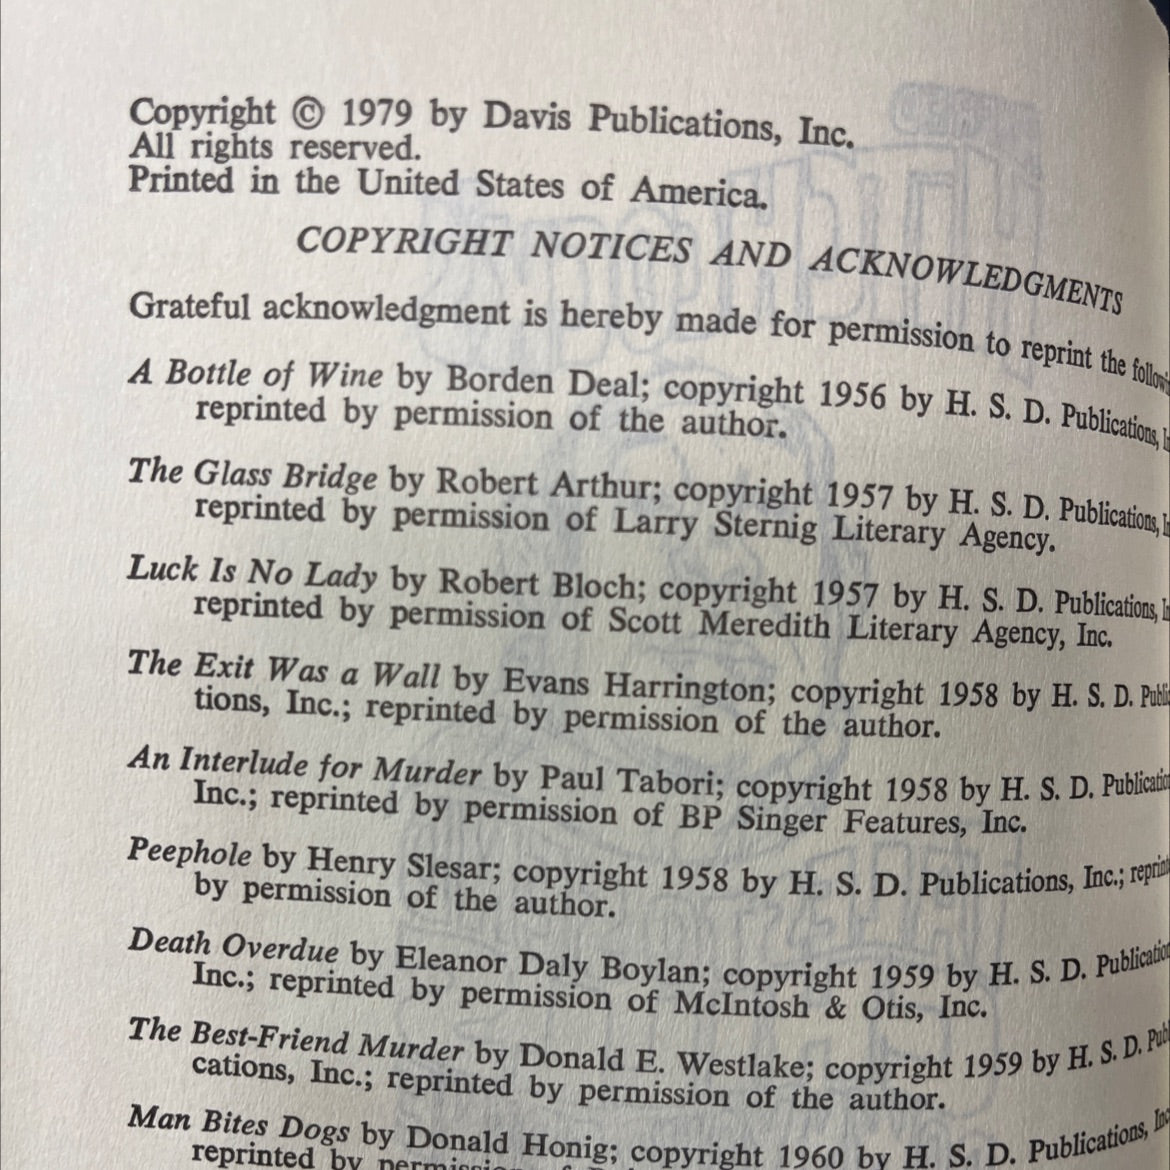 Copyright © 1979 by Davis Publications, Inc.
All rights reserved.
Printed in the United States of America.
COPYRIGHT NOTICES AND ACKNOWLEDGMENTS
Grateful acknowledgment is hereby made for permission to reprint the
A Bottle of Wine by Borden Deal; copyright 1956 by H. S. D. Publications,
reprinted by permission of the author.
The Glass Bridge by Robert Arthur; copyright 1957 by H. S. D. Publications,
reprinted by permission of Larry Sternig Literary Agency.
Luck Is No Lady by Robert Bloch; copyright 1957 by H. S. D. Publications,
reprinted by permission of Scott Meredith Literary Agency, Inc.
The Exit Was a Wall by Evans Harrington; copyright 1958 by H. S. D.
tions, Inc.; reprinted by permission of the author.
An Interlude for Murder by Paul Tabori; copyright 1958 by H. S. D.
Inc.; reprinted by permission of BP Singer Features, Inc.
Peephole by Henry Slesar; copyright 1958 by H. S. D. Publications, Inc.;
by permission of the author.
Death Overdue by Eleanor Daly Boylan; copyright 1959 by H. S. D.
Inc.; reprinted by permission of McIntosh & Otis, Inc.
The Best-Friend Murder by Donald E. Westlake; copyright 1959 by H. S. D.
cations, Inc.; reprinted by permission of the author.
Man Bites Dogs by Donald Honig; copyright 1960 by H. S. D. Publications,
reprinted by